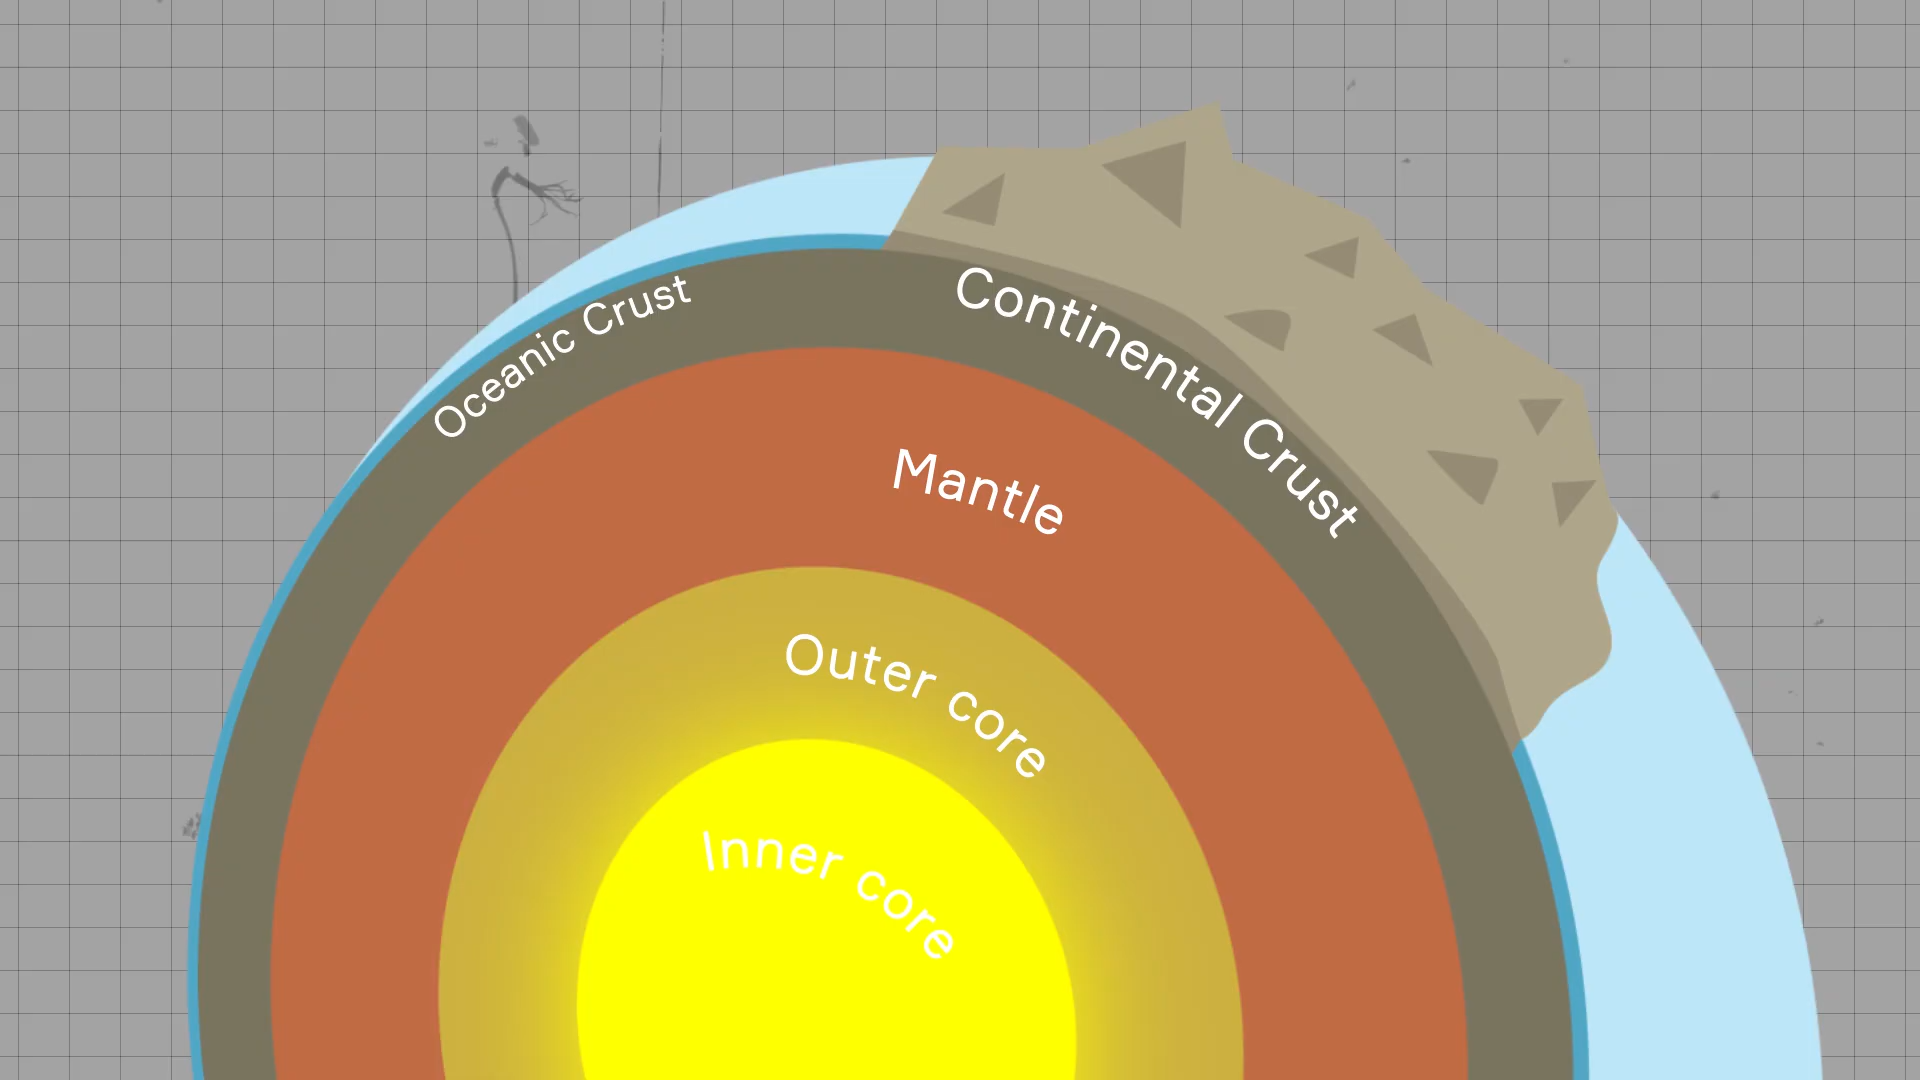 Oceanic Crust
Continental Crust
Mantle
Outer core
Inner core